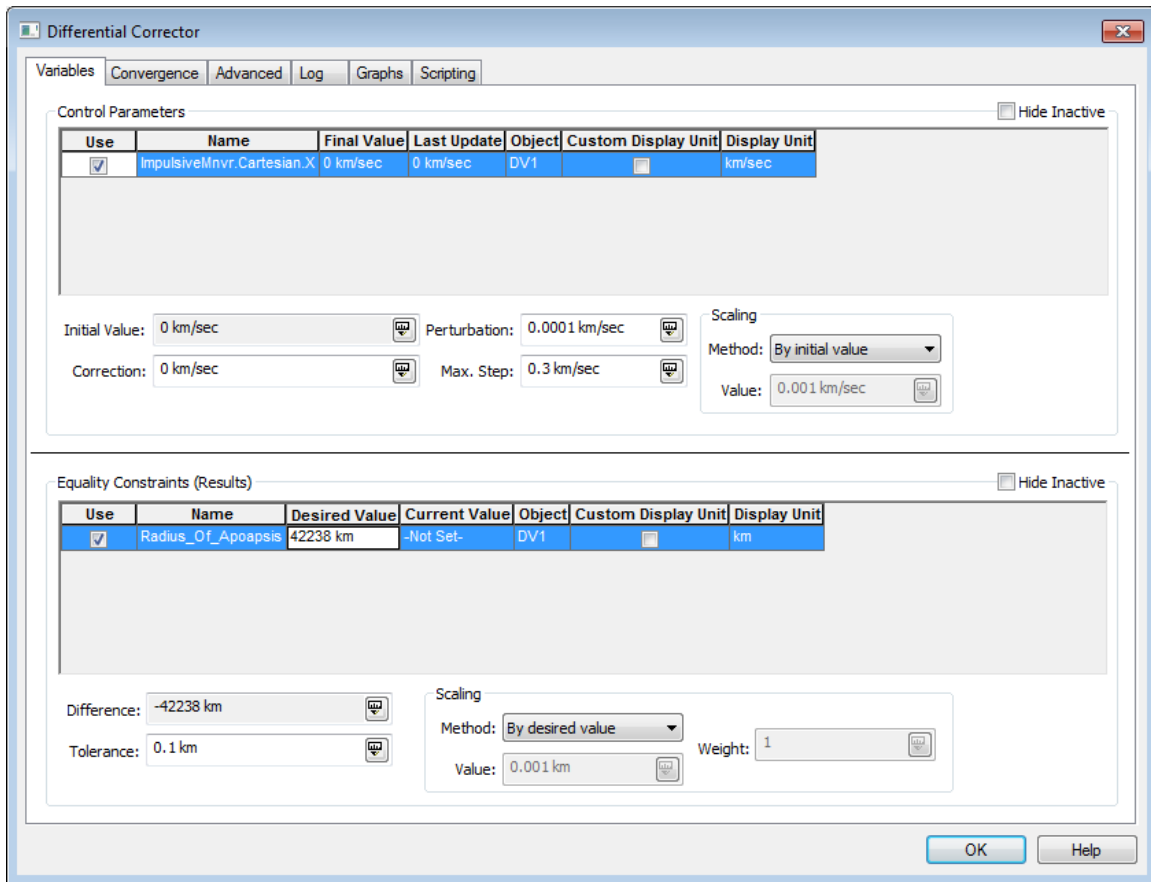 Differential Corrector
Variables Convergence Advanced Log Graphs Scripting
Control Parameters Hide Inactive
Use Name Final Value Last Update Object Custom Display Unit Display Unit
ImpulsiveMnvr.Cartesian.X 0 km/sec 0 km/sec DV1 km/sec
Initial Value: 0 km/sec Perturbation: 0.0001 km/sec
Correction: 0 km/sec Max. Step: 0.3 km/sec
Scaling
Method: By initial value
Value: 0.001 km/sec
Equality Constraints (Results) Hide Inactive
Use Name Desired Value Current Value Object Custom Display Unit Display Unit
Radius_Of_Apoapsis 42238 km -Not Set- DV1 km
Difference: -42238 km
Tolerance: 0.1 km
Scaling
Method: By desired value
Value: 0.001 km
Weight: 1
OK Help